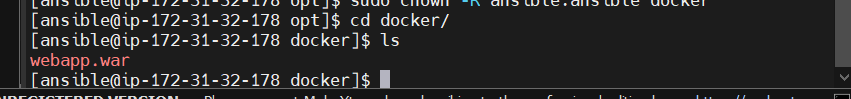 [ansible@ip-172-31-32-178 opt]$ sudo chown -R ansible.ansible docker
[ansible@ip-172-31-32-178 opt]$ cd docker/
[ansible@ip-172-31-32-178 docker]$ ls
webapp.war
[ansible@ip-172-31-32-178 docker]$